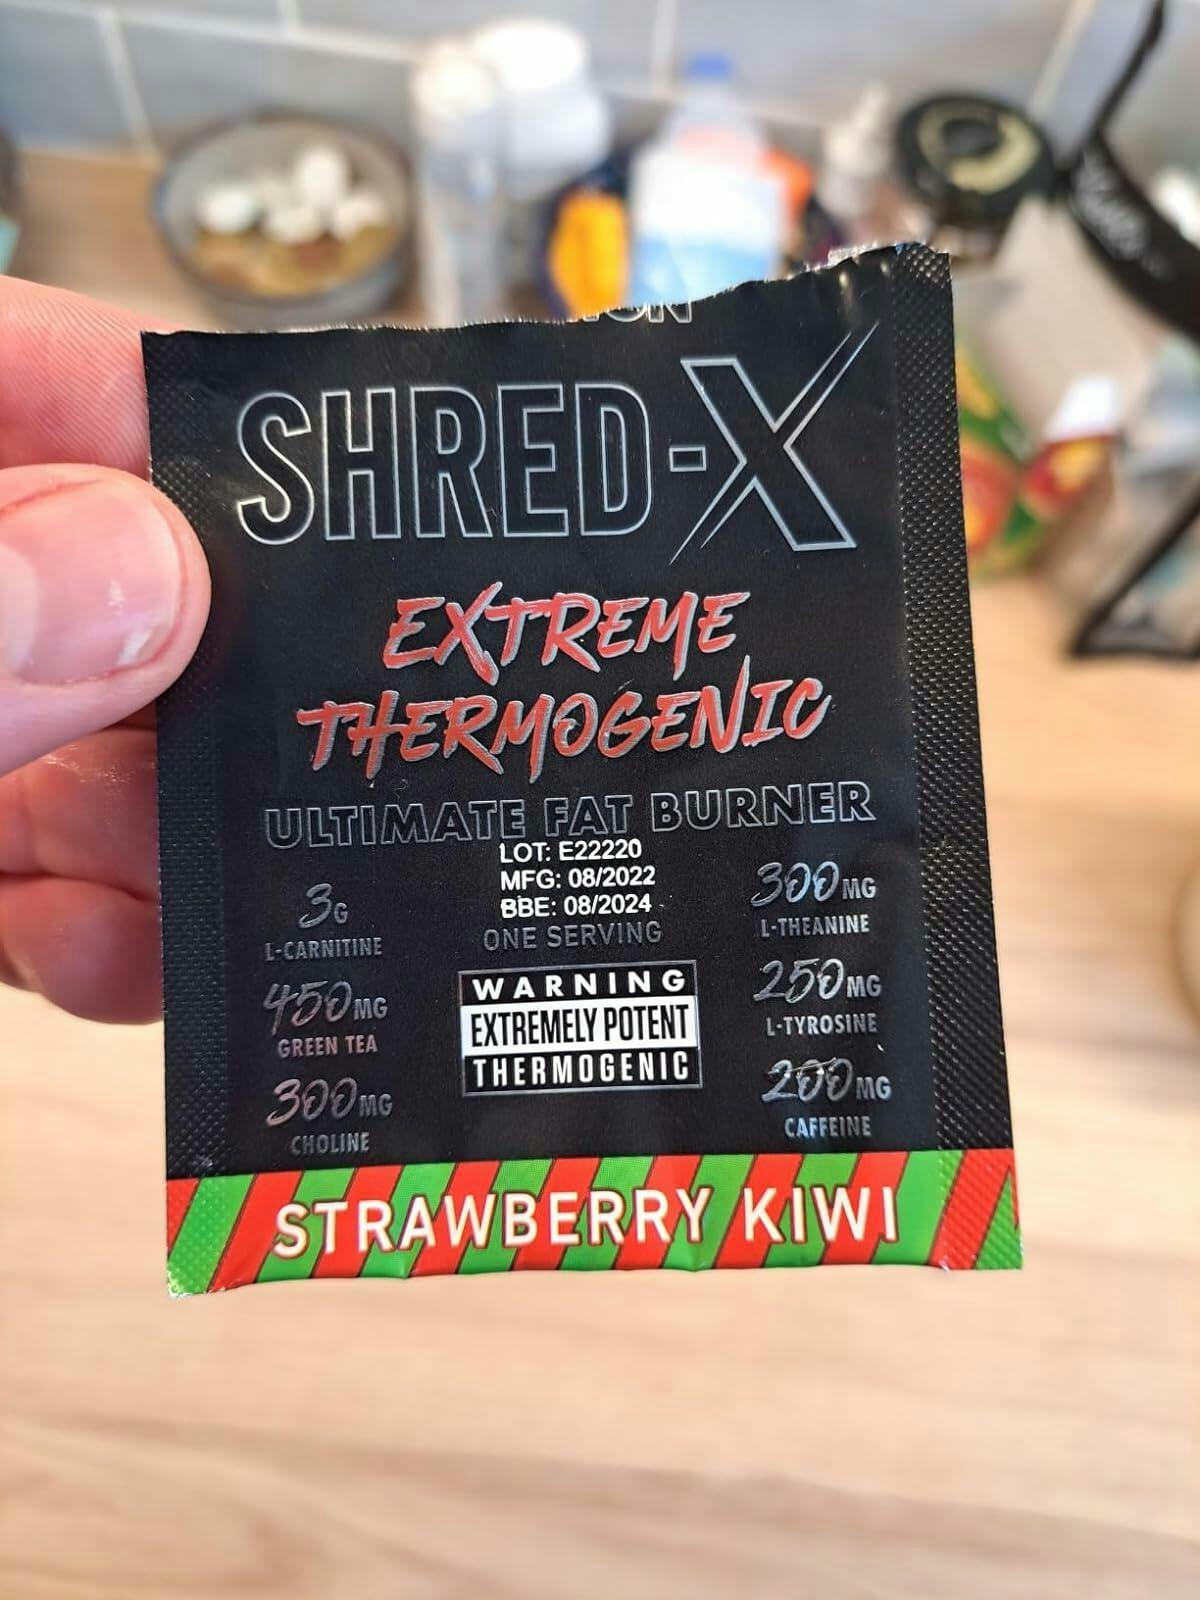 SHRED-X
EXTREME
THERMOGENIC
ULTIMATE FAT BURNER
LOT: E22220
MFG: 08/2022
BBE: 08/2024
ONE SERVING
3G
L-CARNITINE
450MG
GREEN TEA
300MG
CHOLINE
WARNING
EXTREMELY POTENT
THERMOGENIC
300MG
L-THEANINE
250MG
L-TYROSINE
200MG
CAFFEINE
STRAWBERRY KIWI